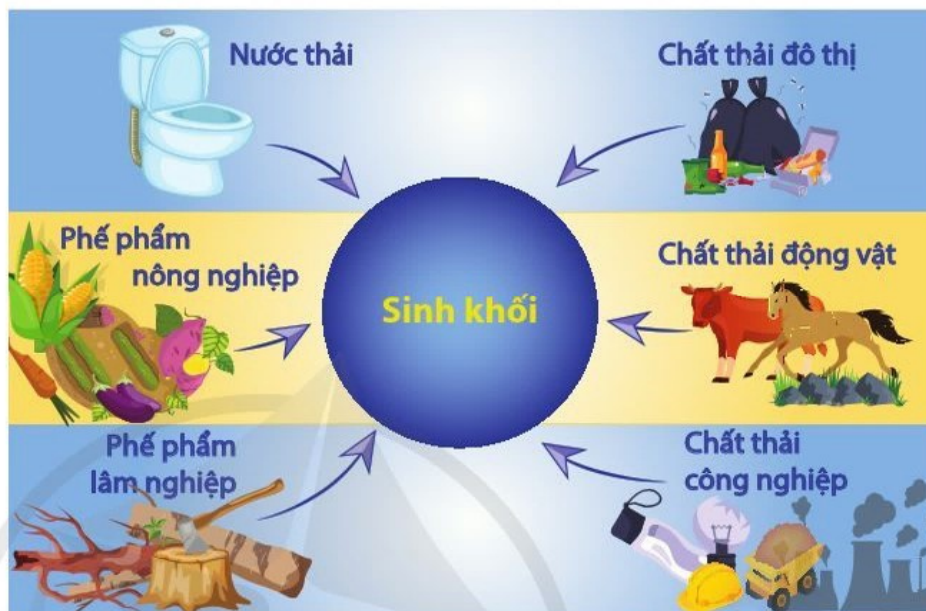 Nước thải
Chất thải đô thị
Phế phẩm
nông nghiệp
Chất thải động vật
Sinh khối
Phế phẩm
lâm nghiệp
Chất thải
công nghiệp